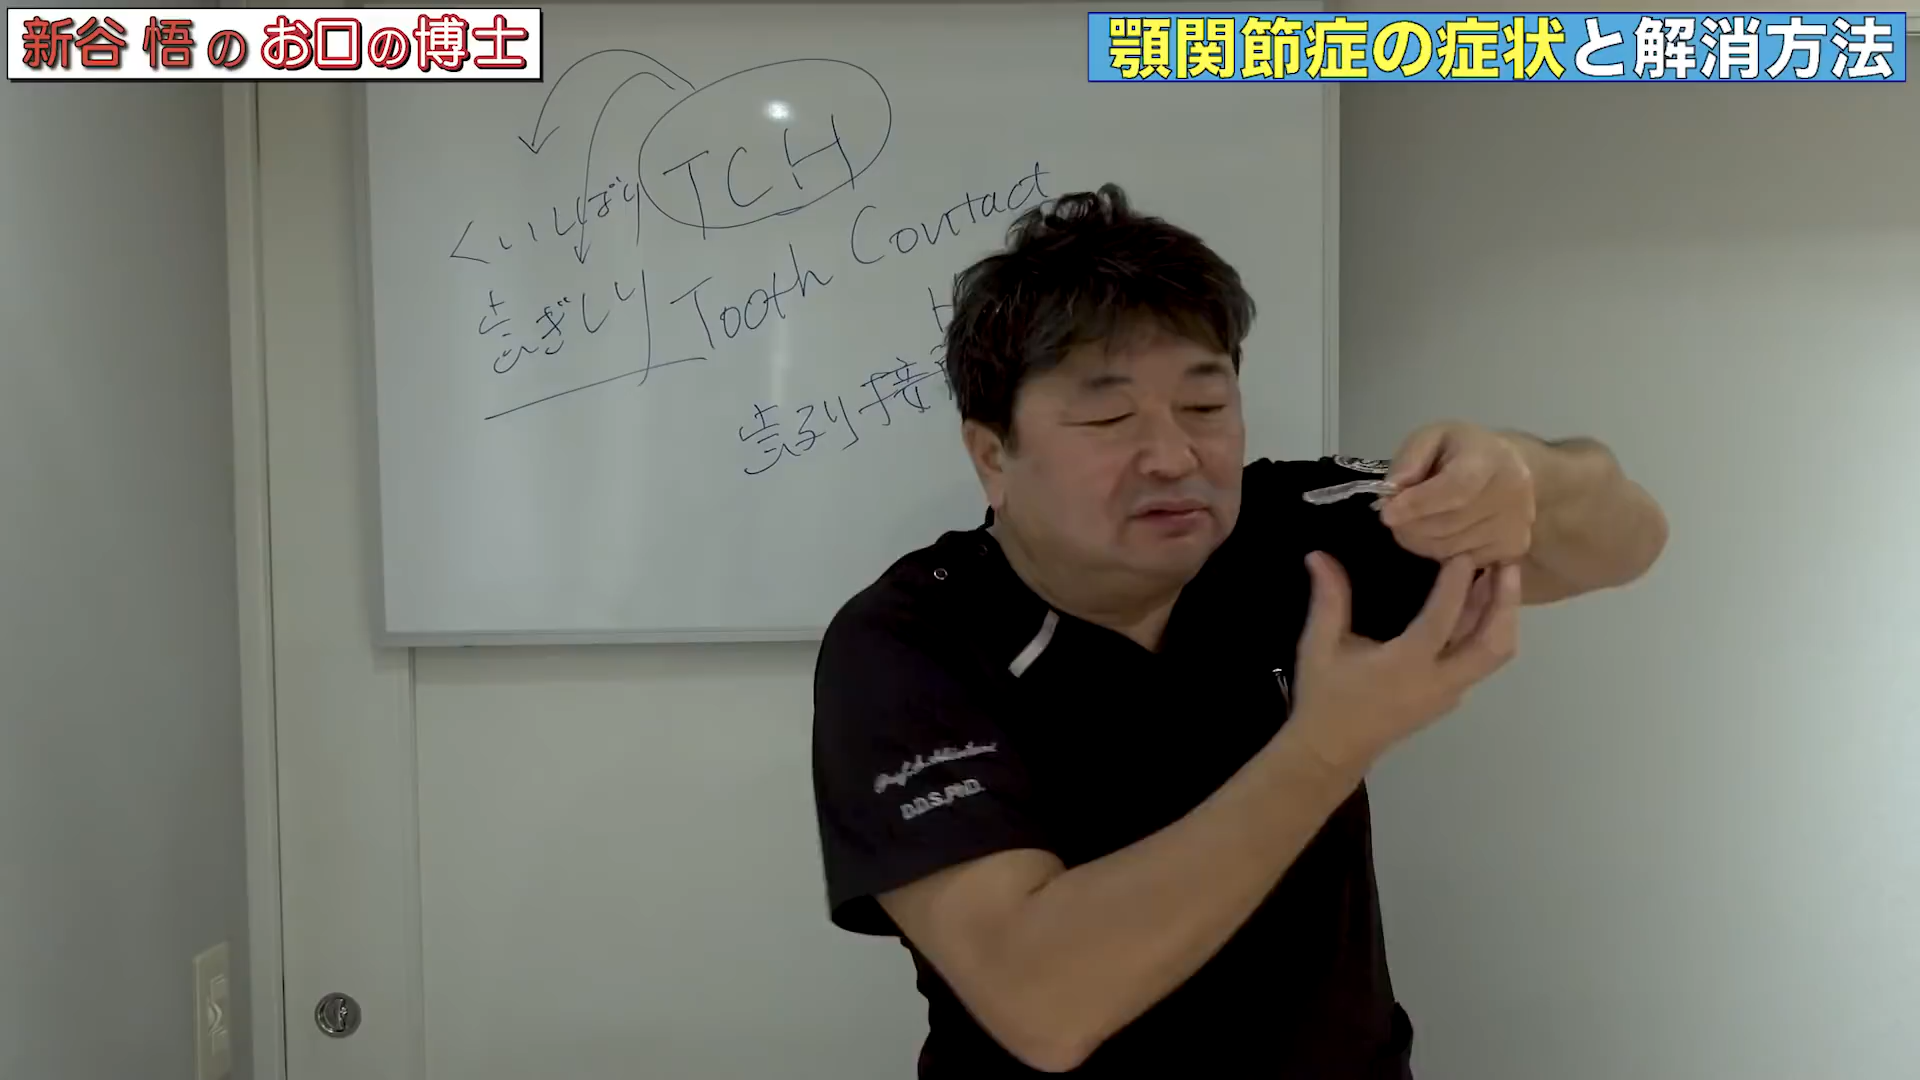 新谷 悟のお口の博士
顎関節症の症状と解消方法
TCH
くいしばり
歯ぎしり
Tooth Contact
歯列接
D.D.S.,PhD.